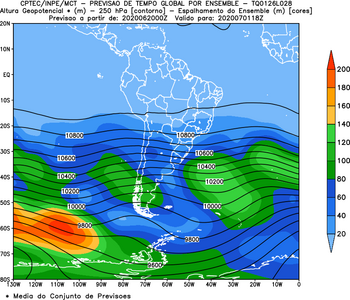 CPTEC/INPE/MCT - PREVISAO DE TEMPO GLOBAL POR ENSEMBLE - TQ0126L028
Altura Geopotencial * (m) - 250 hPa [contorno] - Espalhamento do Ensemble (m) [cores]
Previsao a partir de: 2020062000Z Valido para: 2020070118Z
20N
10N
EQ
10S
20S
30S
40S
50S
60S
70S
80S
10800
10800
10600
10600
10400
10400
10200
10200
10000
10000
9800
9800
9600
130W 120W 110W 100W 90W 80W 70W 60W 50W 40W 30W 20W 10W 0
200
180
160
140
120
100
80
60
40
20
* Media do Conjunto de Previsoes